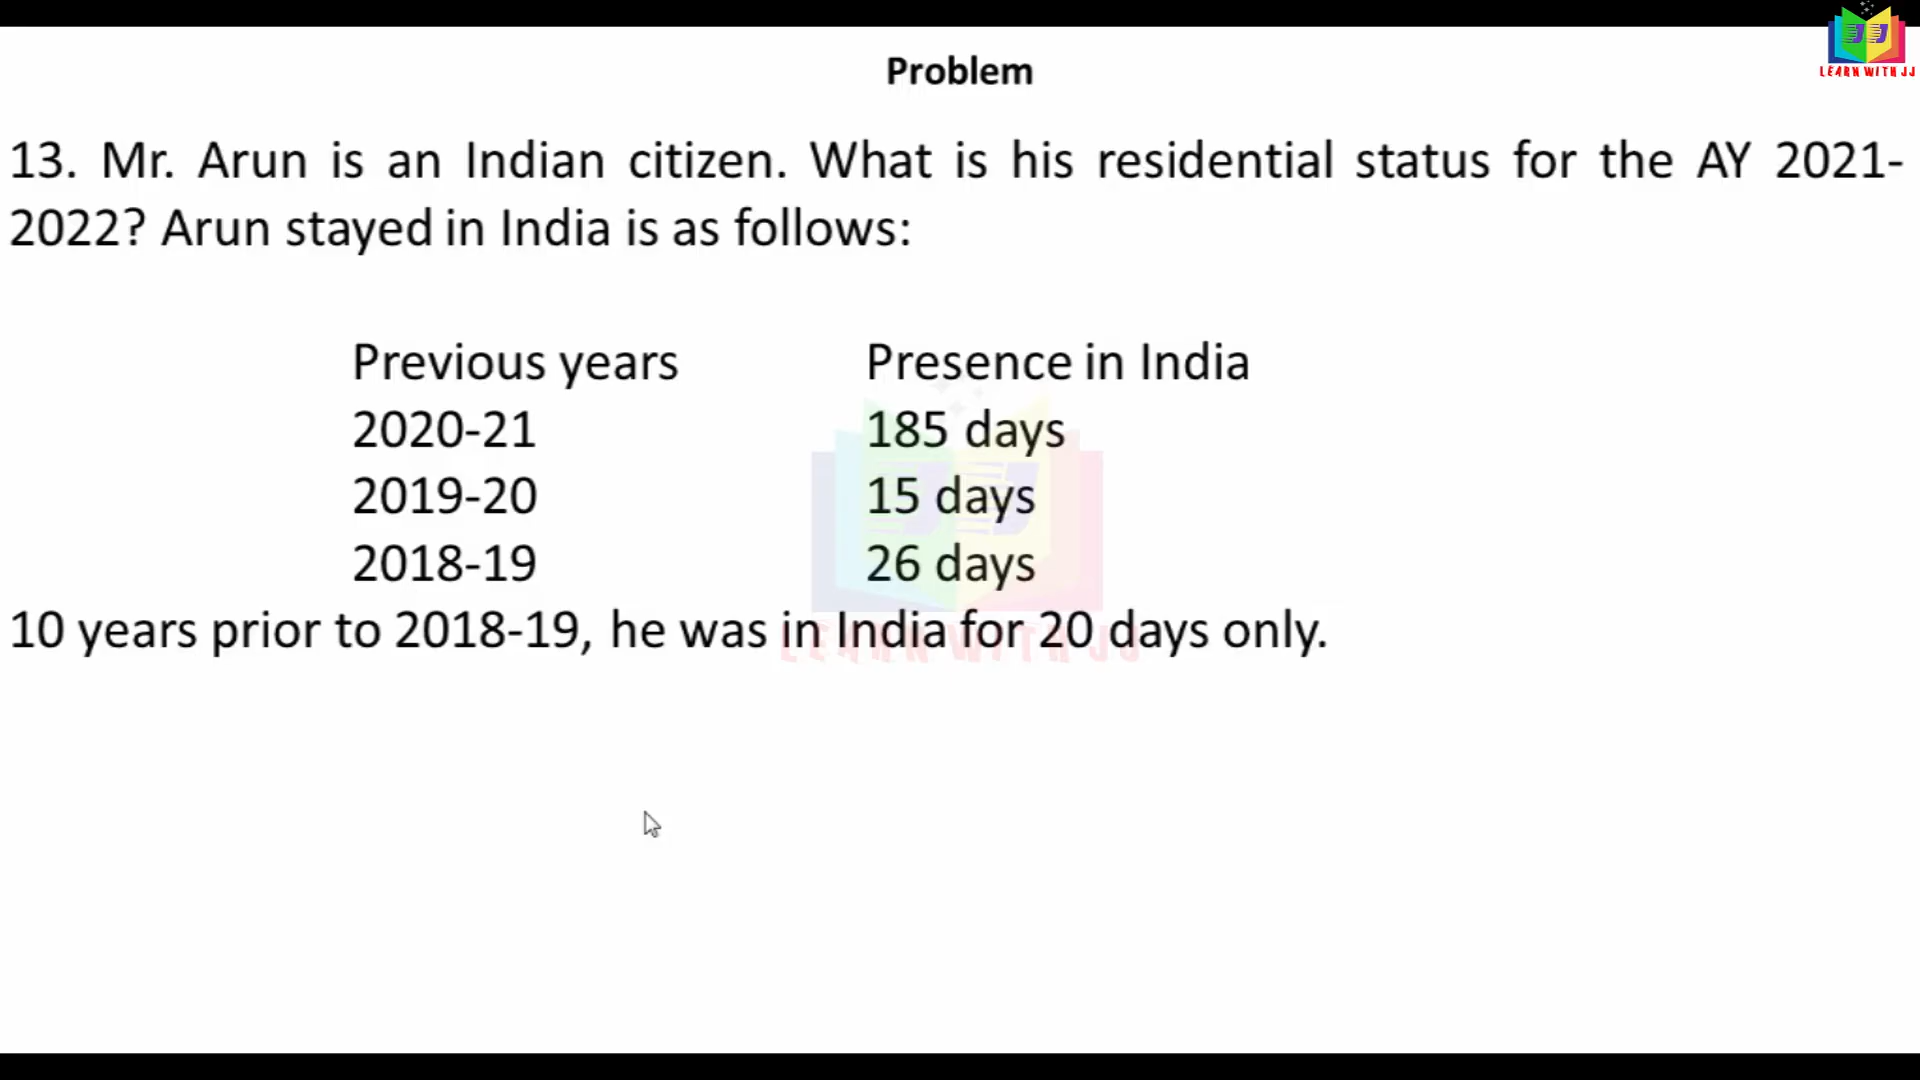 LEARN WITH JJ
Problem
13. Mr. Arun is an Indian citizen. What is his residential status for the AY 2021-
2022? Arun stayed in India is as follows:
Previous years Presence in India
2020-21 185 days
2019-20 15 days
2018-19 26 days
10 years prior to 2018-19, he was in India for 20 days only.
LEARN WITH JJ